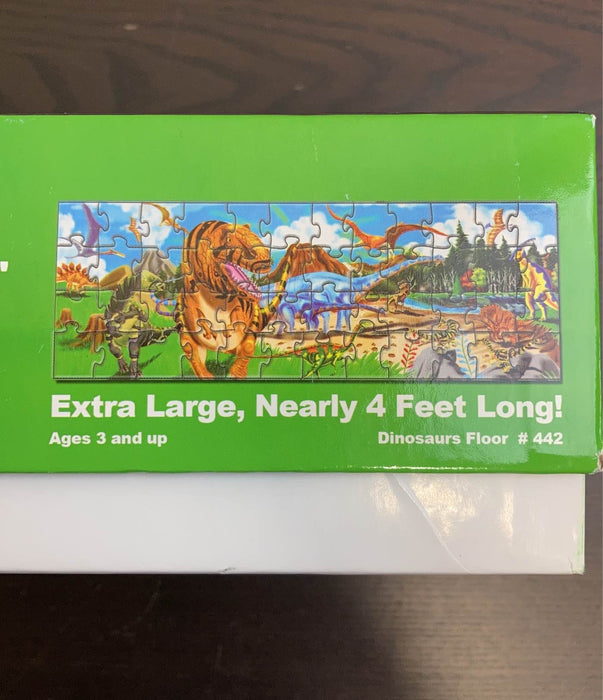 Extra Large, Nearly 4 Feet Long!
Ages 3 and up
Dinosaurs Floor # 442